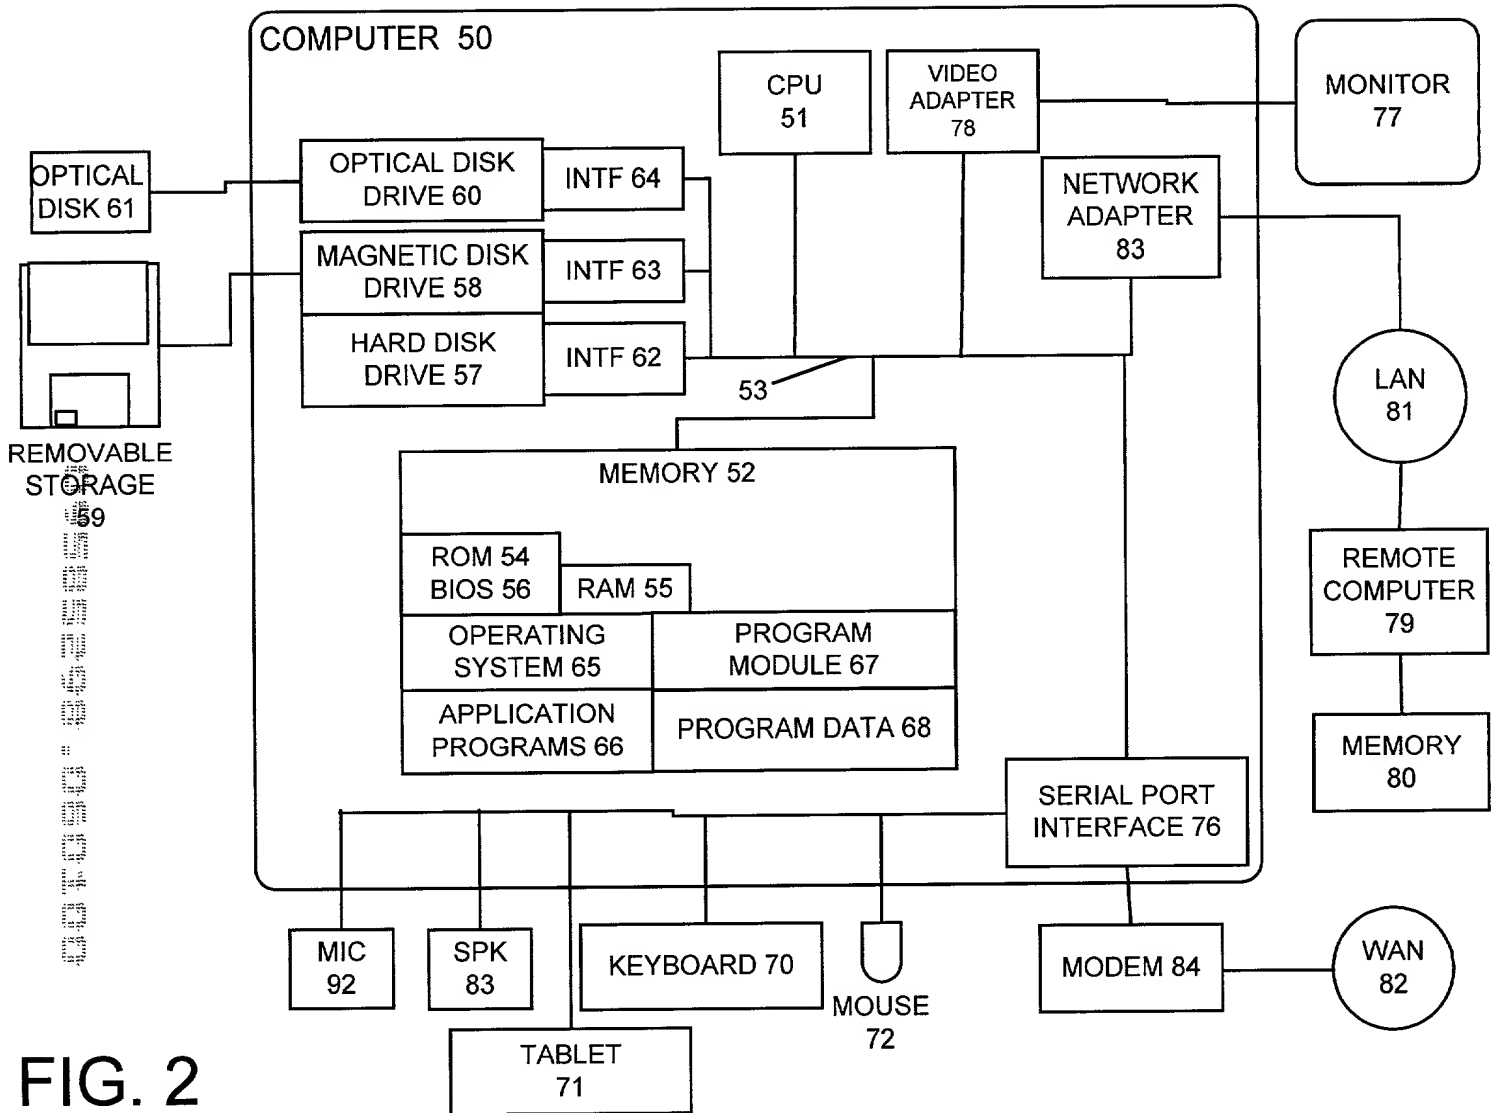 COMPUTER 50
CPU
51
VIDEO
ADAPTER
78
MONITOR
77
OPTICAL
DISK 61
OPTICAL DISK
DRIVE 60
INTF 64
NETWORK
ADAPTER
83
MAGNETIC DISK
DRIVE 58
INTF 63
HARD DISK
DRIVE 57
INTF 62
53
LAN
81
REMOVABLE
STORAGE
59
MEMORY 52
ROM 54
BIOS 56
RAM 55
OPERATING
SYSTEM 65
PROGRAM
MODULE 67
APPLICATION
PROGRAMS 66
PROGRAM DATA 68
REMOTE
COMPUTER
79
MEMORY
80
SERIAL PORT
INTERFACE 76
MIC
92
SPK
83
KEYBOARD 70
MOUSE
72
MODEM 84
WAN
82
TABLET
71
FIG. 2